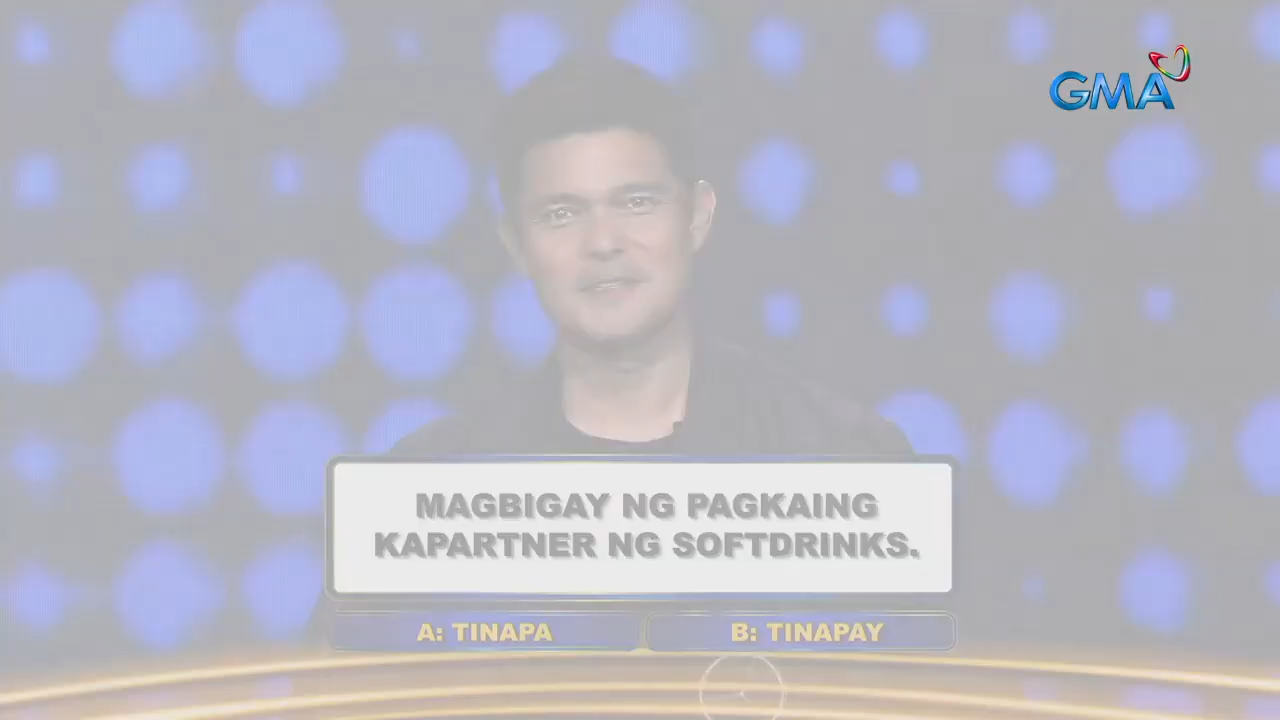 GMA
MAGBIGAY NG PAGKAING
KAPARTNER NG SOFTDRINKS.
A: TINAPA
B: TINAPAY